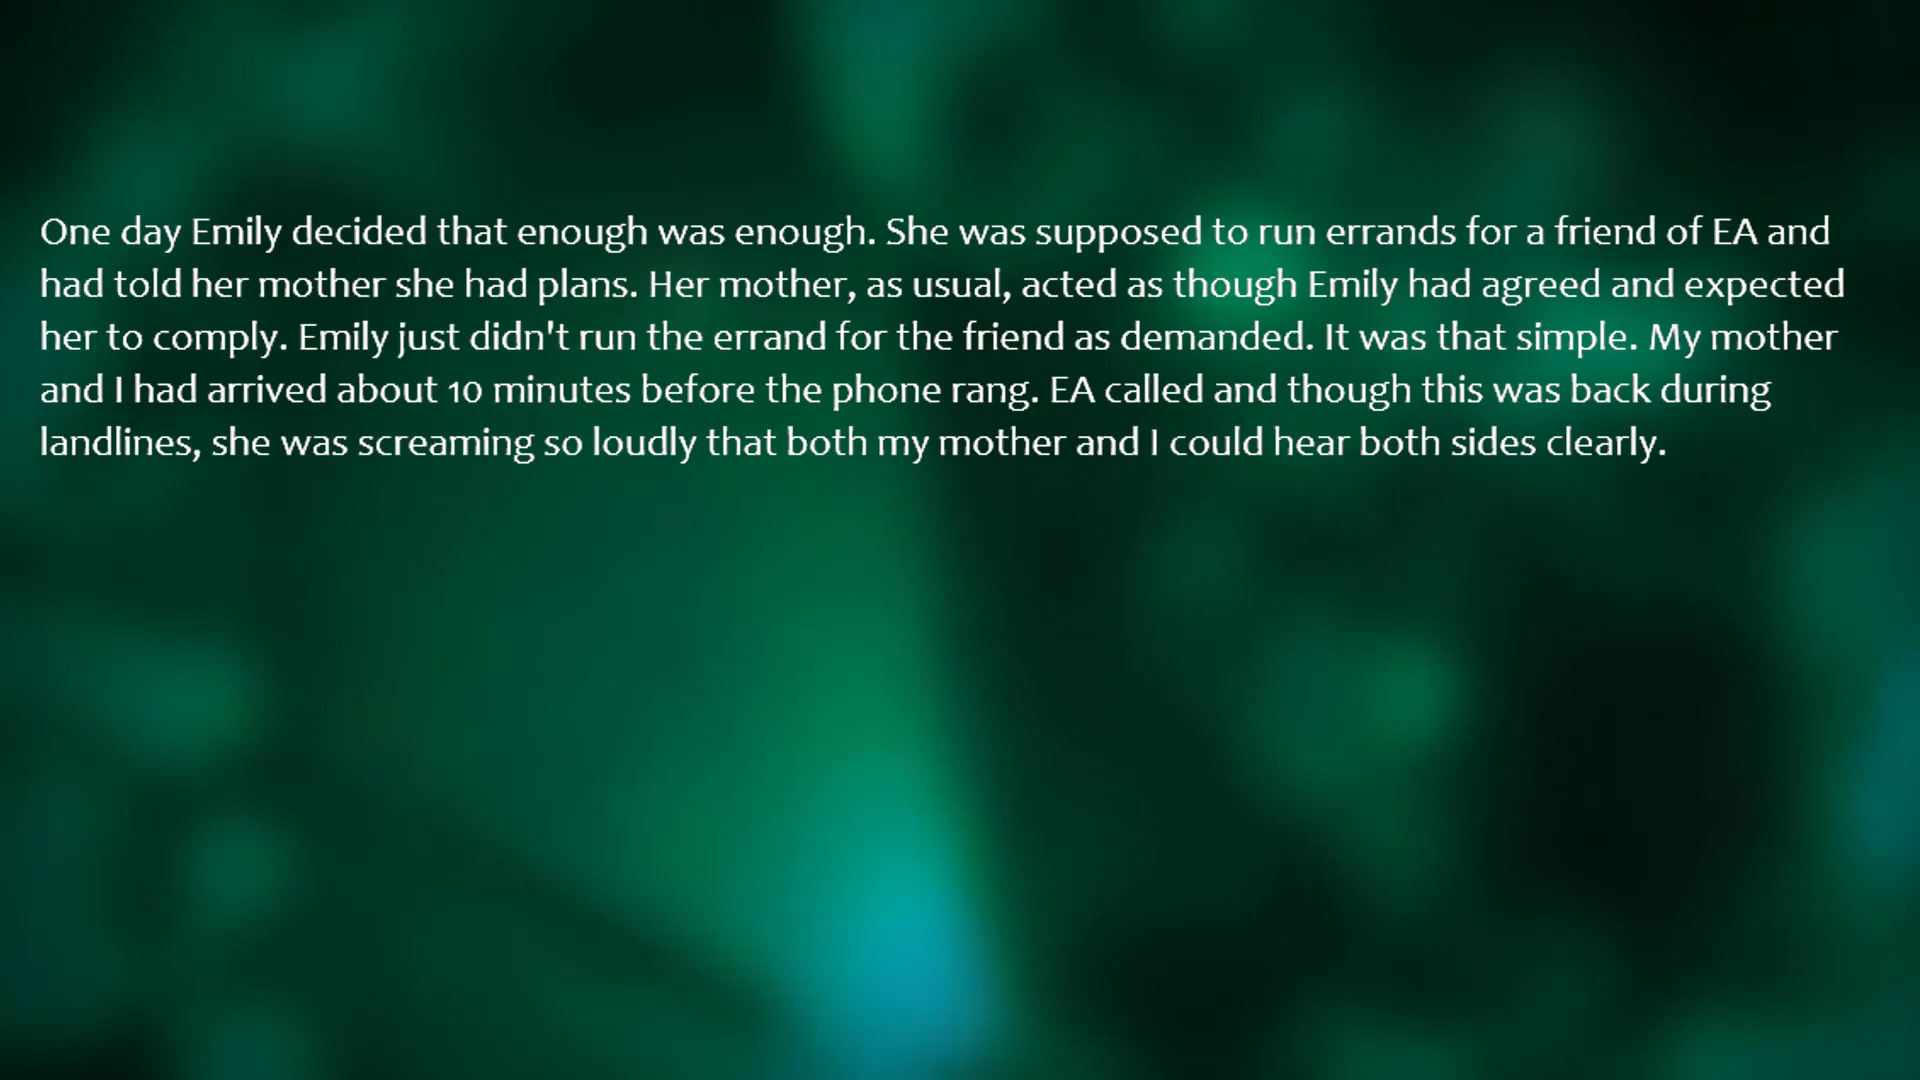 One day Emily decided that enough was enough. She was supposed to run errands for a friend of EA and
had told her mother she had plans. Her mother, as usual, acted as though Emily had agreed and expected
her to comply. Emily just didn't run the errand for the friend as demanded. It was that simple. My mother
and I had arrived about 10 minutes before the phone rang. EA called and though this was back during
landlines, she was screaming so loudly that both my mother and I could hear both sides clearly.